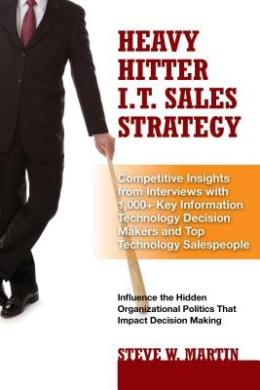 HEAVY
HITTER
I.T. SALES
STRATEGY
Competitive Insights
from Interviews with
1,000+ Key Information
Technology Decision
Makers and Top
Technology Salespeople
Influence the Hidden
Organizational Politics That
Impact Decision Making
STEVE W. MARTIN